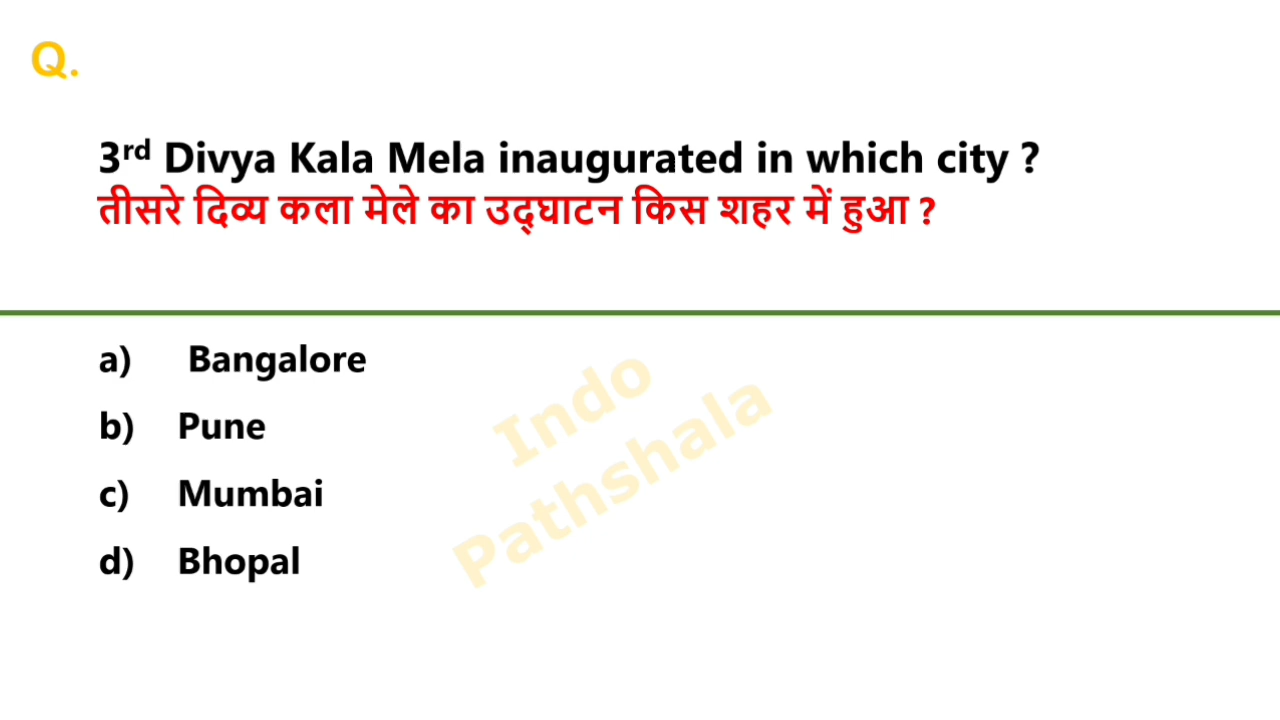 Q.
3rd Divya Kala Mela inaugurated in which city ?
तीसरे दिव्य कला मेले का उद्घाटन किस शहर में हुआ ?
a) Bangalore
b) Pune
c) Mumbai
d) Bhopal
Indo
Pathshala